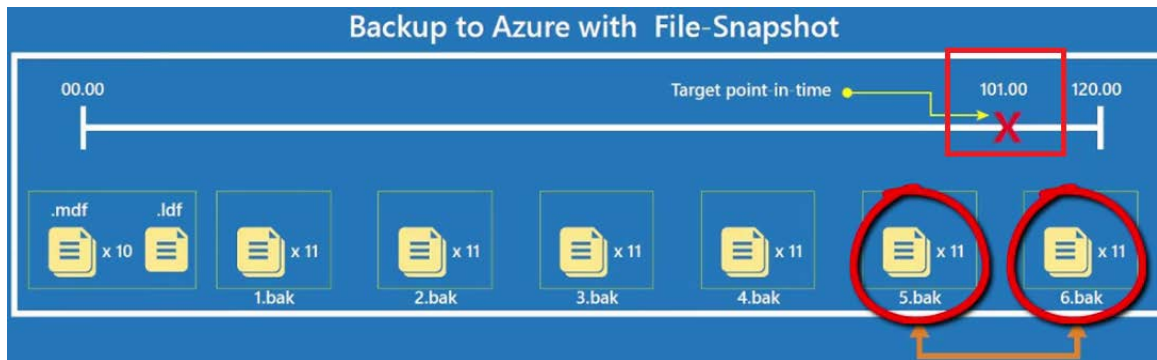 Backup to Azure with File-Snapshot
00.00
Target point-in-time
101.00
120.00
X
.mdf
.ldf
x 10
x 11
x 11
x 11
x 11
x 11
x 11
1.bak
2.bak
3.bak
4.bak
5.bak
6.bak